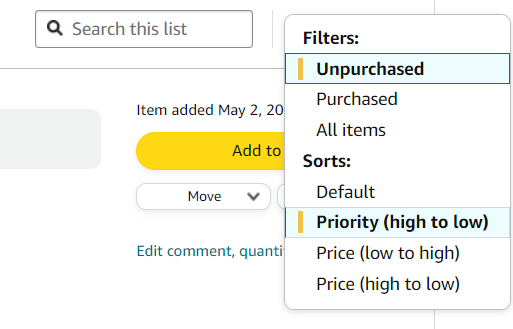 Search this list
Filters:
Unpurchased
Purchased
All items
Sorts:
Default
Priority (high to low)
Price (low to high)
Price (high to low)
Item added May 2, 20
Add to
Move
Edit comment, quanti